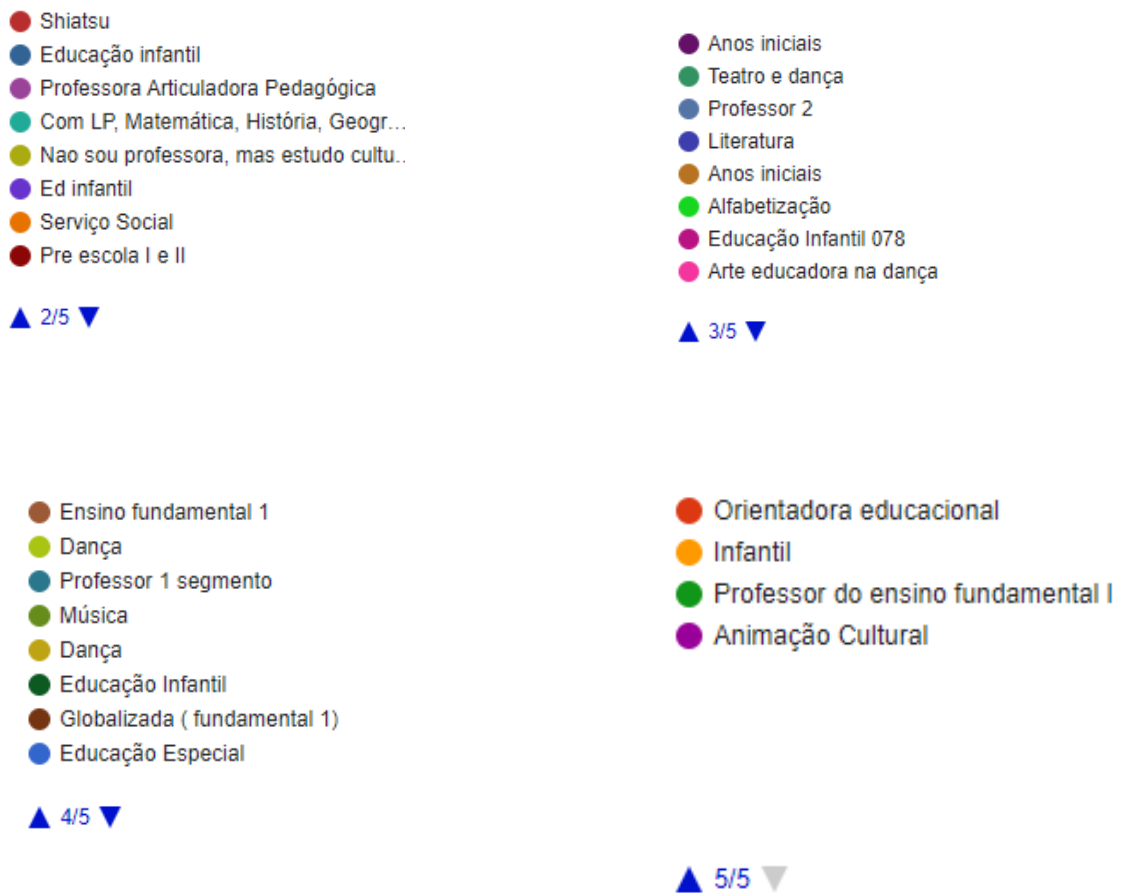 Shiatsu
Educação infantil
Professora Articuladora Pedagógica
Com LP, Matemática, História, Geogr...
Nao sou professora, mas estudo cultu..
Ed infantil
Serviço Social
Pre escola I e II
2/5
Anos iniciais
Teatro e dança
Professor 2
Literatura
Anos iniciais
Alfabetização
Educação Infantil 078
Arte educadora na dança
3/5
Ensino fundamental 1
Dança
Professor 1 segmento
Música
Dança
Educação Infantil
Globalizada ( fundamental 1)
Educação Especial
4/5
Orientadora educacional
Infantil
Professor do ensino fundamental I
Animação Cultural
5/5